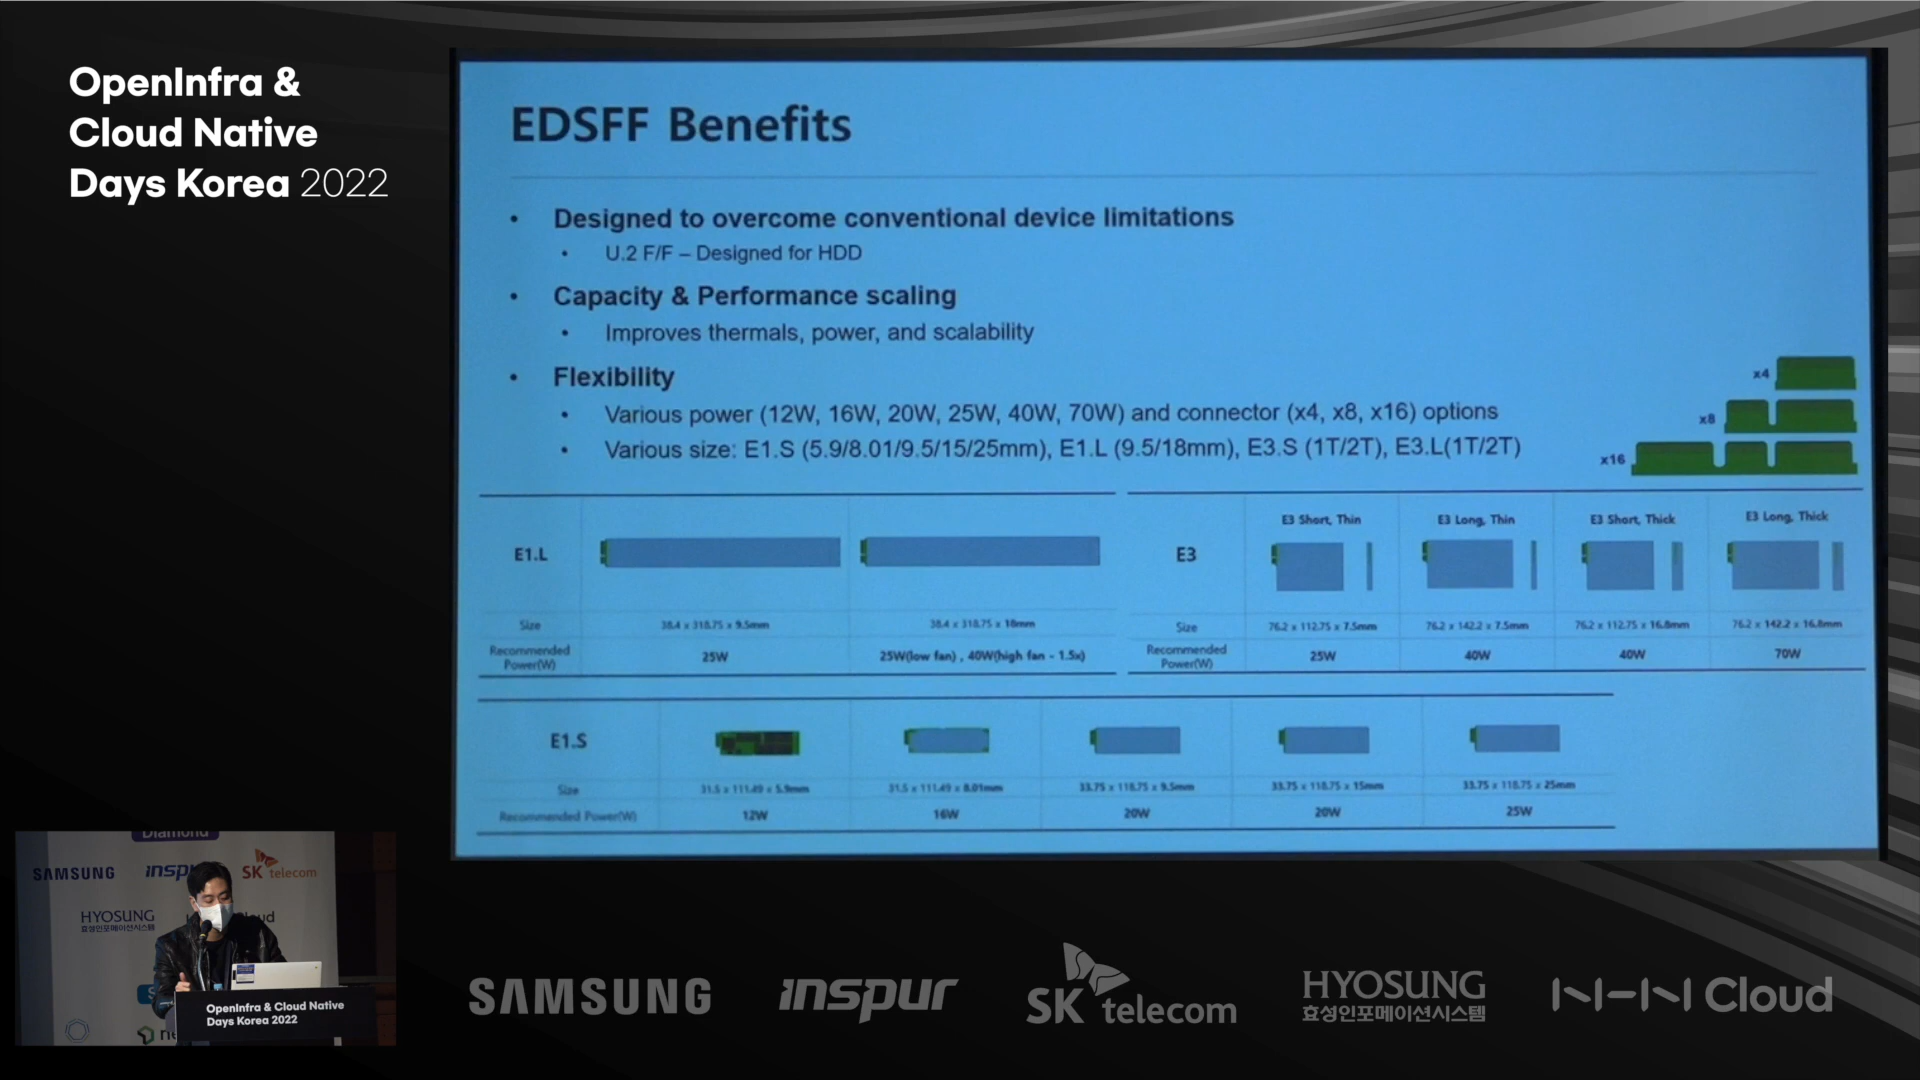 OpenInfra &
Cloud Native
Days Korea 2022
EDSFF Benefits
• Designed to overcome conventional device limitations
• U.2 F/F – Designed for HDD
• Capacity & Performance scaling
• Improves thermals, power, and scalability
• Flexibility
• Various power (12W, 16W, 20W, 25W, 40W, 70W) and connector (x4, x8, x16) options
• Various size: E1.S (5.9/8.01/9.5/15/25mm), E1.L (9.5/18mm), E3.S (1T/2T), E3.L(1T/2T)
x4
x8
x16
E1.L
Size 38.4 x 318.75 x 9.5mm 38.4 x 318.75 x 18mm
Recommended
Power(W) 25W 25W(low fan) , 40W(high fan - 1.5x)
E3 E3 Short, Thin E3 Long, Thin E3 Short, Thick E3 Long, Thick
Size 76.2 x 112.75 x 7.5mm 76.2 x 142.2 x 7.5mm 76.2 x 112.75 x 16.8mm 76.2 x 142.2 x 16.8mm
Recommended
Power(W) 25W 40W 40W 70W
E1.S
Size 31.5 x 111.49 x 5.9mm 31.5 x 111.49 x 8.01mm 33.75 x 118.75 x 9.5mm 33.75 x 118.75 x 15mm 33.75 x 118.75 x 25mm
Recommended Power(W) 12W 16W 20W 20W 25W
Diamond
SAMSUNG inspu SK telecom
HYOSUNG
효성인포메이션시스템
OpenInfra & Cloud Native
Days Korea 2022
SAMSUNG
inspur
SK telecom
HYOSUNG
효성인포메이션시스템
NHN Cloud